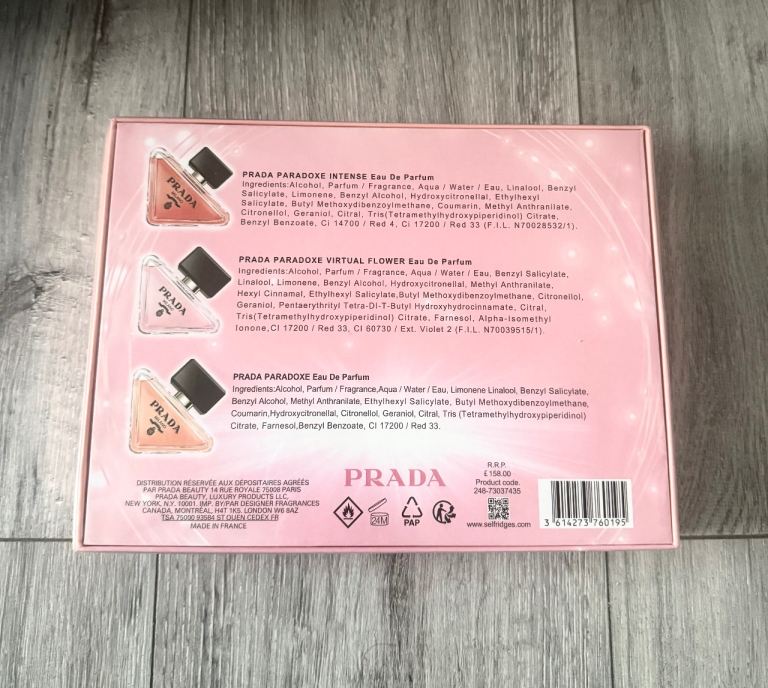 PRADA PARADOXE INTENSE Eau De Parfum
Ingredients:Alcohol, Parfum / Fragrance, Aqua / Water / Eau, Linalool, Benzyl
Salicylate, Limonene, Benzyl Alcohol, Hydroxycitronellal, Ethylhexyl
Salicylate, Butyl Methoxydibenzoylmethane, Coumarin, Methyl Anthranilate,
Citronellol, Geraniol, Citral, Tris(Tetramethylhydroxypiperidinol) Citrate,
Benzyl Benzoate, Ci 14700 / Red 4, Ci 17200 / Red 33 (F.I.L. N70028532/1).
PRADA
PRADA PARADOXE VIRTUAL FLOWER Eau De Parfum
Ingredients:Alcohol, Parfum / Fragrance, Aqua / Water / Eau, Benzyl Salicylate,
Linalool, Limonene, Benzyl Alcohol, Hydroxycitronellal, Methyl Anthranilate,
Hexyl Cinnamal, Ethylhexyl Salicylate,Butyl Methoxydibenzoylmethane, Citronellol,
Geraniol, Pentaerythrityl Tetra-DI-T-Butyl Hydroxyhydrocinnamate, Citral,
Tris(Tetramethylhydroxypiperidinol) Citrate, Farnesol, Alpha-Isomethyl
Ionone,CI 17200 / Red 33, CI 60730 / Ext. Violet 2 (F.I.L. N70039515/1).
PRADA
PRADA PARADOXE Eau De Parfum
Ingredients:Alcohol, Parfum / Fragrance,Aqua / Water / Eau, Limonene Linalool, Benzyl Salicylate,
Benzyl Alcohol, Methyl Anthranilate, Ethylhexyl Salicylate, Butyl Methoxydibenzoylmethane,
Coumarin,Hydroxycitronellal, Citronellol, Geraniol, Citral, Tris (Tetramethylhydroxypiperidinol)
Citrate, Farnesol,Benzyl Benzoate, CI 17200 / Red 33.
PRADA
DISTRIBUTION RÉSERVÉE AUX DÉPOSITAIRES AGRÉÉS
PAR PRADA BEAUTY 14 RUE ROYALE 75008 PARIS
PRADA BEAUTY, LUXURY PRODUCTS LLC,
NEW YORK, N.Y. 10001. IMP. BY/PAR DESIGNER FRAGRANCES
CANADA, MONTRÉAL, H4T 1K5. LONDON W6 8AZ
TSA 75000 93584 ST OUEN CEDEX FR
MADE IN FRANCE
PRADA
24M
PAP
R.R.P.
£158.00
Product code.
248-73037435
www.selfridges.com
3 614273 760195